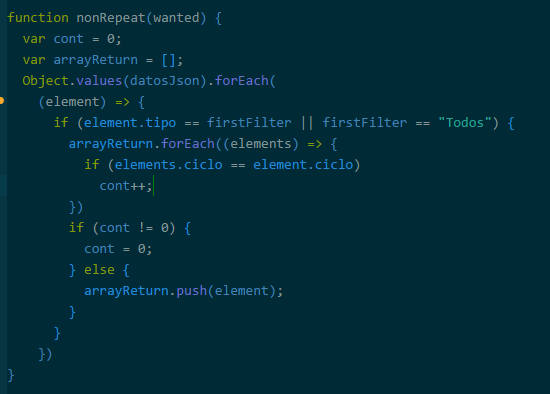 function nonRepeat(wanted) {
  var cont = 0;
  var arrayReturn = [];
  Object.values(datosJson).forEach(
    (element) => {
      if (element.tipo == firstFilter || firstFilter == "Todos") {
        arrayReturn.forEach((elements) => {
          if (elements.ciclo == element.ciclo)
            cont++;
        })
        if (cont != 0) {
          cont = 0;
        } else {
          arrayReturn.push(element);
        }
      }
    })
}